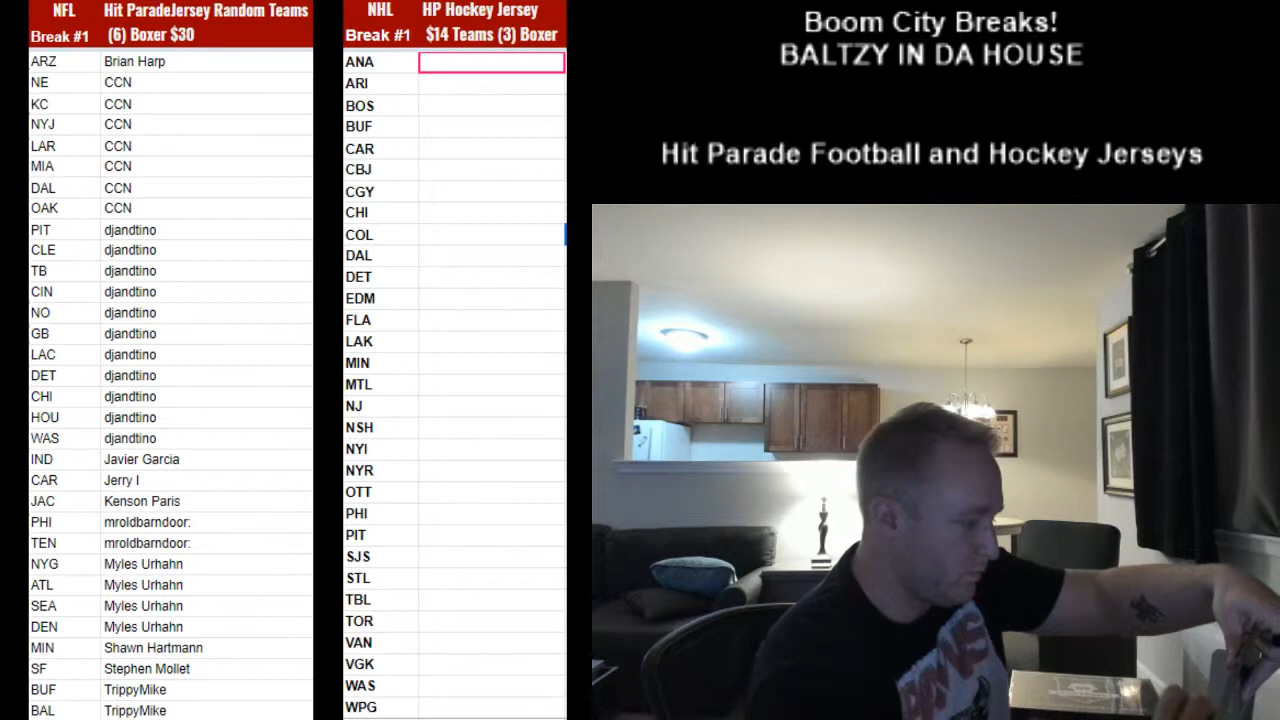 NFL Hit ParadeJersey Random Teams
Break #1 (6) Boxer $30
ARZ Brian Harp
NE CCN
KC CCN
NYJ CCN
LAR CCN
MIA CCN
DAL CCN
OAK CCN
PIT djandtino
CLE djandtino
TB djandtino
CIN djandtino
NO djandtino
GB djandtino
LAC djandtino
DET djandtino
CHI djandtino
HOU djandtino
WAS djandtino
IND Javier Garcia
CAR Jerry I
JAC Kenson Paris
PHI mroldbarndoor:
TEN mroldbarndoor:
NYG Myles Urhahn
ATL Myles Urhahn
SEA Myles Urhahn
DEN Myles Urhahn
MIN Shawn Hartmann
SF Stephen Mollet
BUF TrippyMike
BAL TrippyMike
NHL HP Hockey Jersey
Break #1 $14 Teams (3) Boxer
ANA
ARI
BOS
BUF
CAR
CBJ
CGY
CHI
COL
DAL
DET
EDM
FLA
LAK
MIN
MTL
NJ
NSH
NYI
NYR
OTT
PHI
PIT
SJS
STL
TBL
TOR
VAN
VGK
WAS
WPG
Boom City Breaks!
BALTZY IN DA HOUSE
Hit Parade Football and Hockey Jerseys